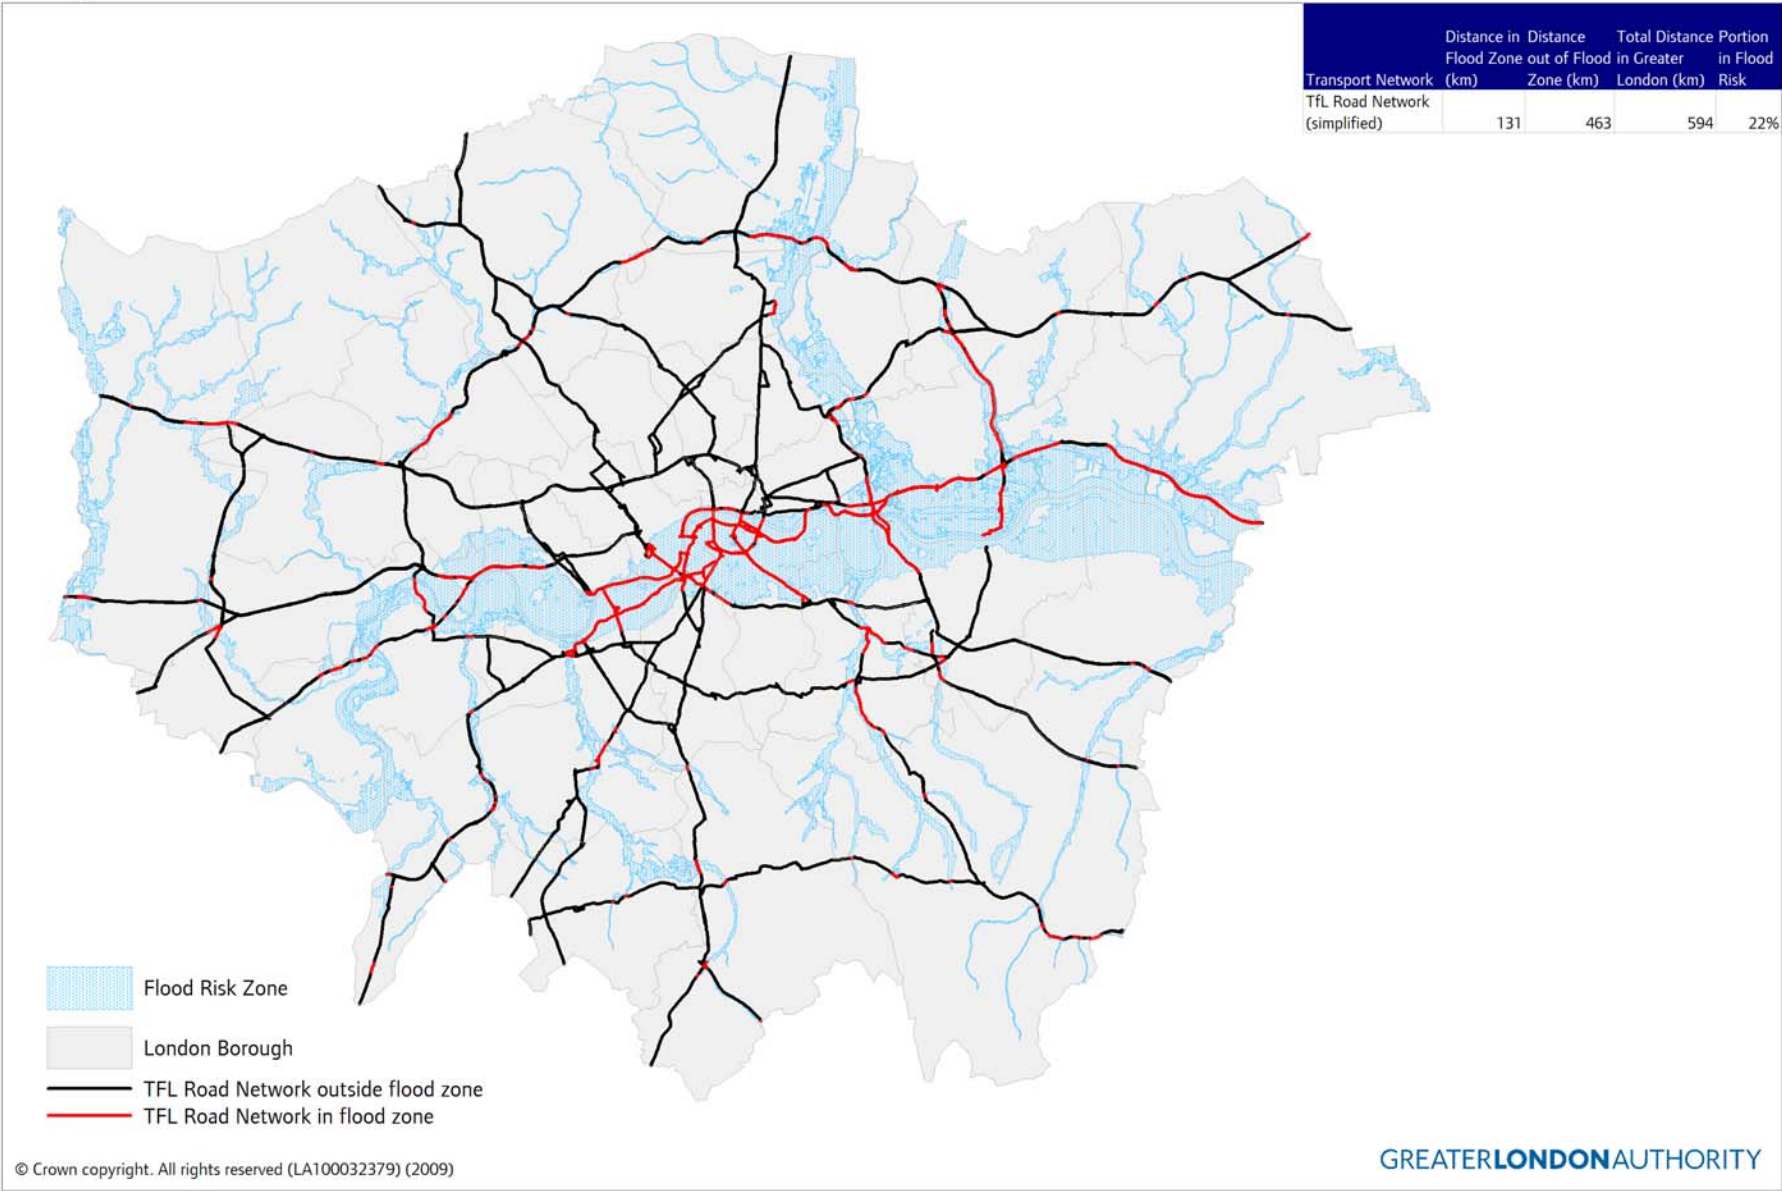 Distance in Distance Total Distance Portion
Flood Zone out of Flood in Greater in Flood
Transport Network (km) Zone (km) London (km) Risk
TfL Road Network
(simplified) 131 463 594 22%
Flood Risk Zone
London Borough
TFL Road Network outside flood zone
TFL Road Network in flood zone
© Crown copyright. All rights reserved (LA100032379) (2009)
GREATERLONDONAUTHORITY